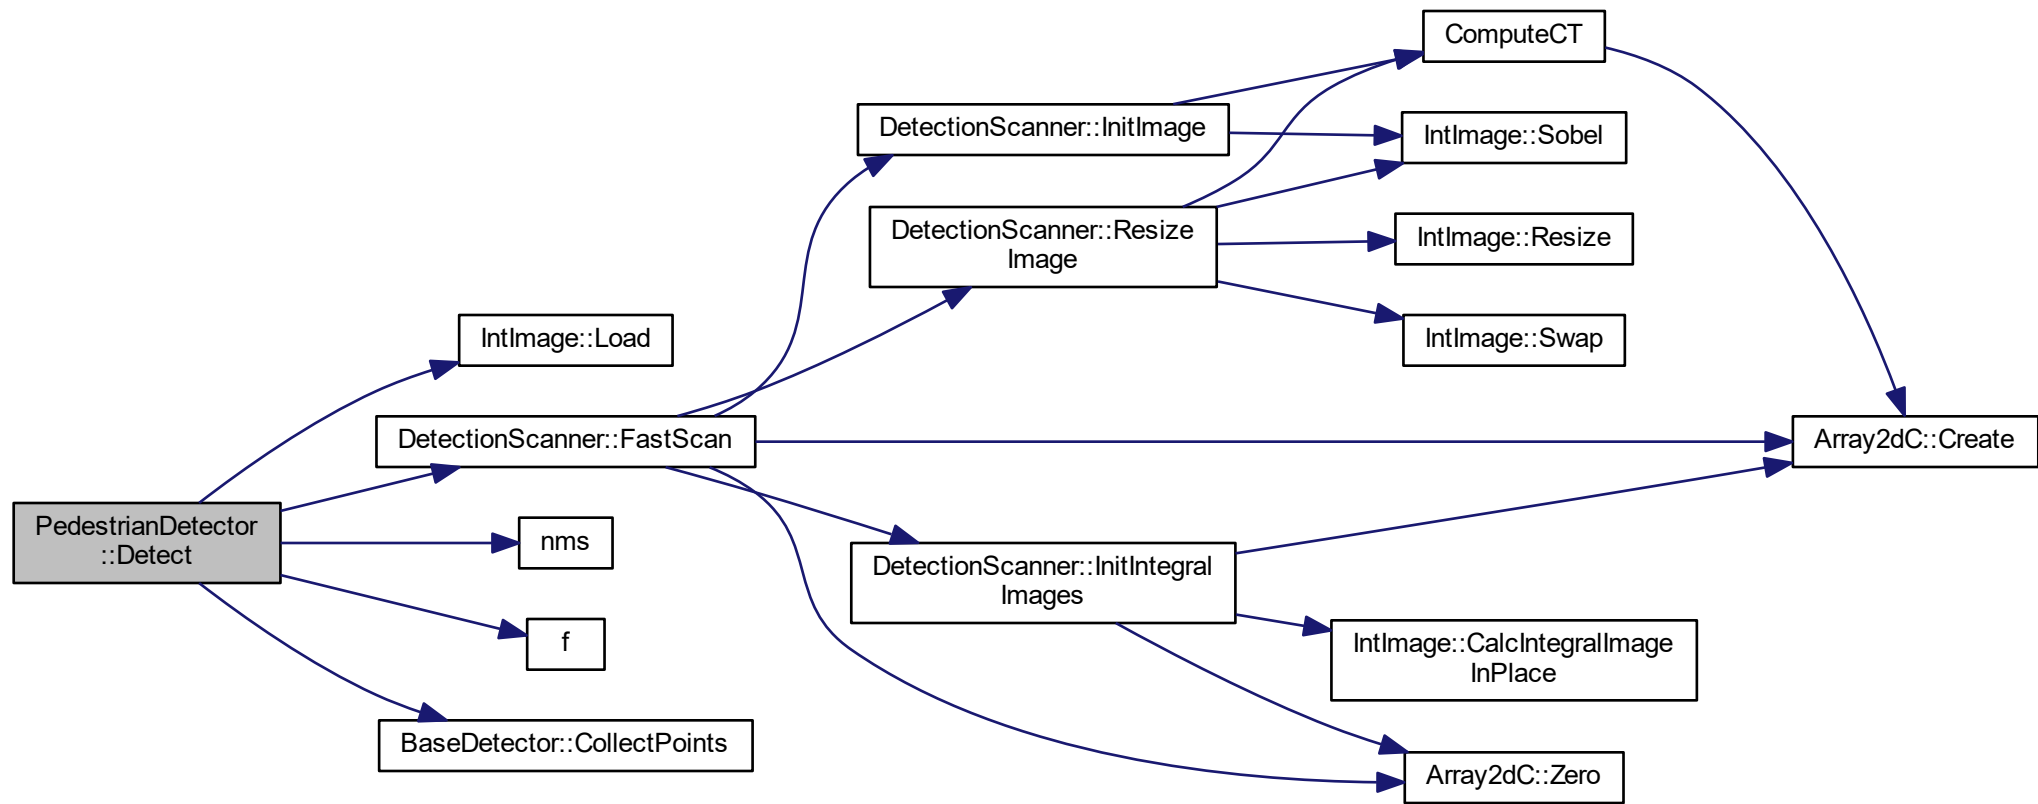 ComputeCT
DetectionScanner::InitImage
IntImage::Sobel
DetectionScanner::Resize
Image
IntImage::Resize
IntImage::Swap
IntImage::Load
DetectionScanner::FastScan
Array2dC::Create
PedestrianDetector
::Detect
nms
DetectionScanner::InitIntegral
Images
f
IntImage::CalcIntegralImage
InPlace
BaseDetector::CollectPoints
Array2dC::Zero